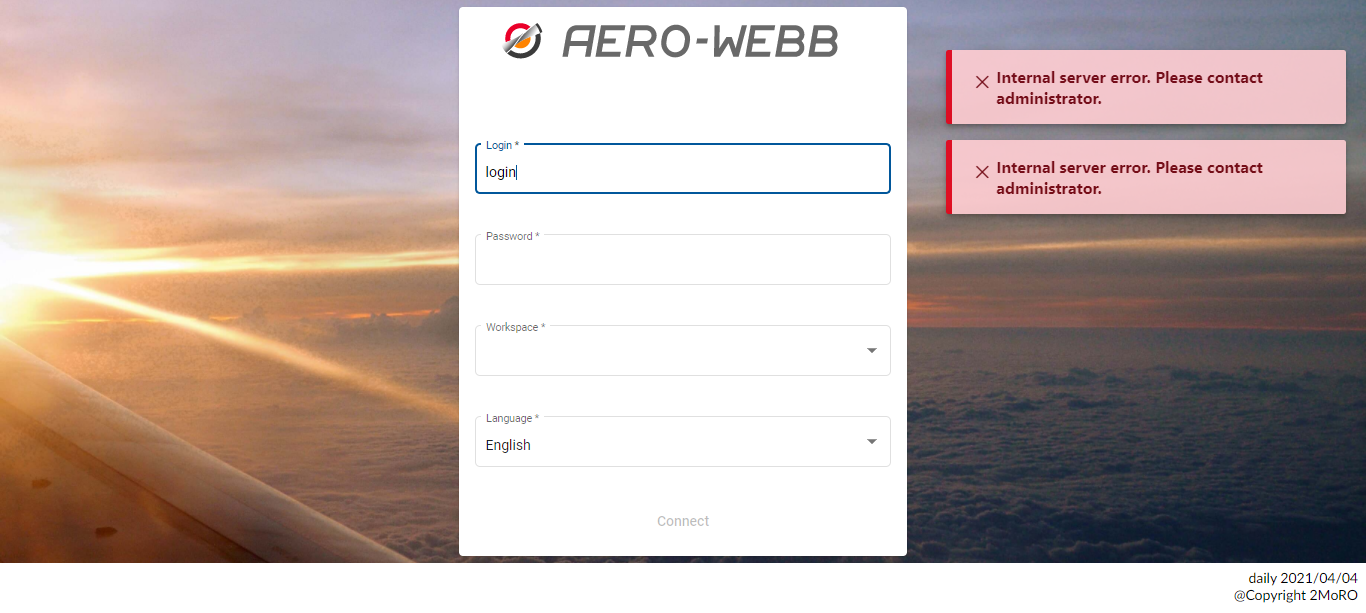 AERO-WEBB
Internal server error. Please contact
administrator.
Internal server error. Please contact
administrator.
Login *
login
Password *
Workspace *
Language *
English
Connect
daily 2021/04/04
@Copyright 2MoRO